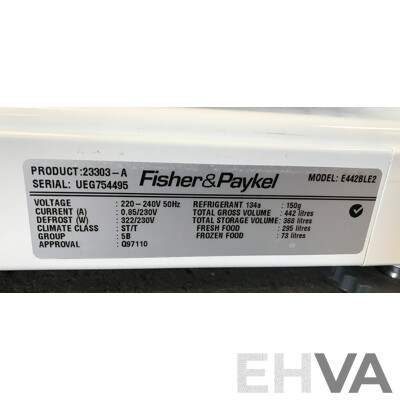 PRODUCT:23303-A
SERIAL: UEG754495
Fisher&Paykel
MODEL: E442BLE2
VOLTAGE : 220-240V 50Hz
CURRENT (A) : 0.85/230V
DEFROST (W) : 322/230V
CLIMATE CLASS : ST/T
GROUP : 5B
APPROVAL : Q97110
REFRIGERANT 134a : 150g
TOTAL GROSS VOLUME : 442 litres
TOTAL STORAGE VOLUME : 368 litres
FRESH FOOD : 295 litres
FROZEN FOOD : 73 litres
EHVA